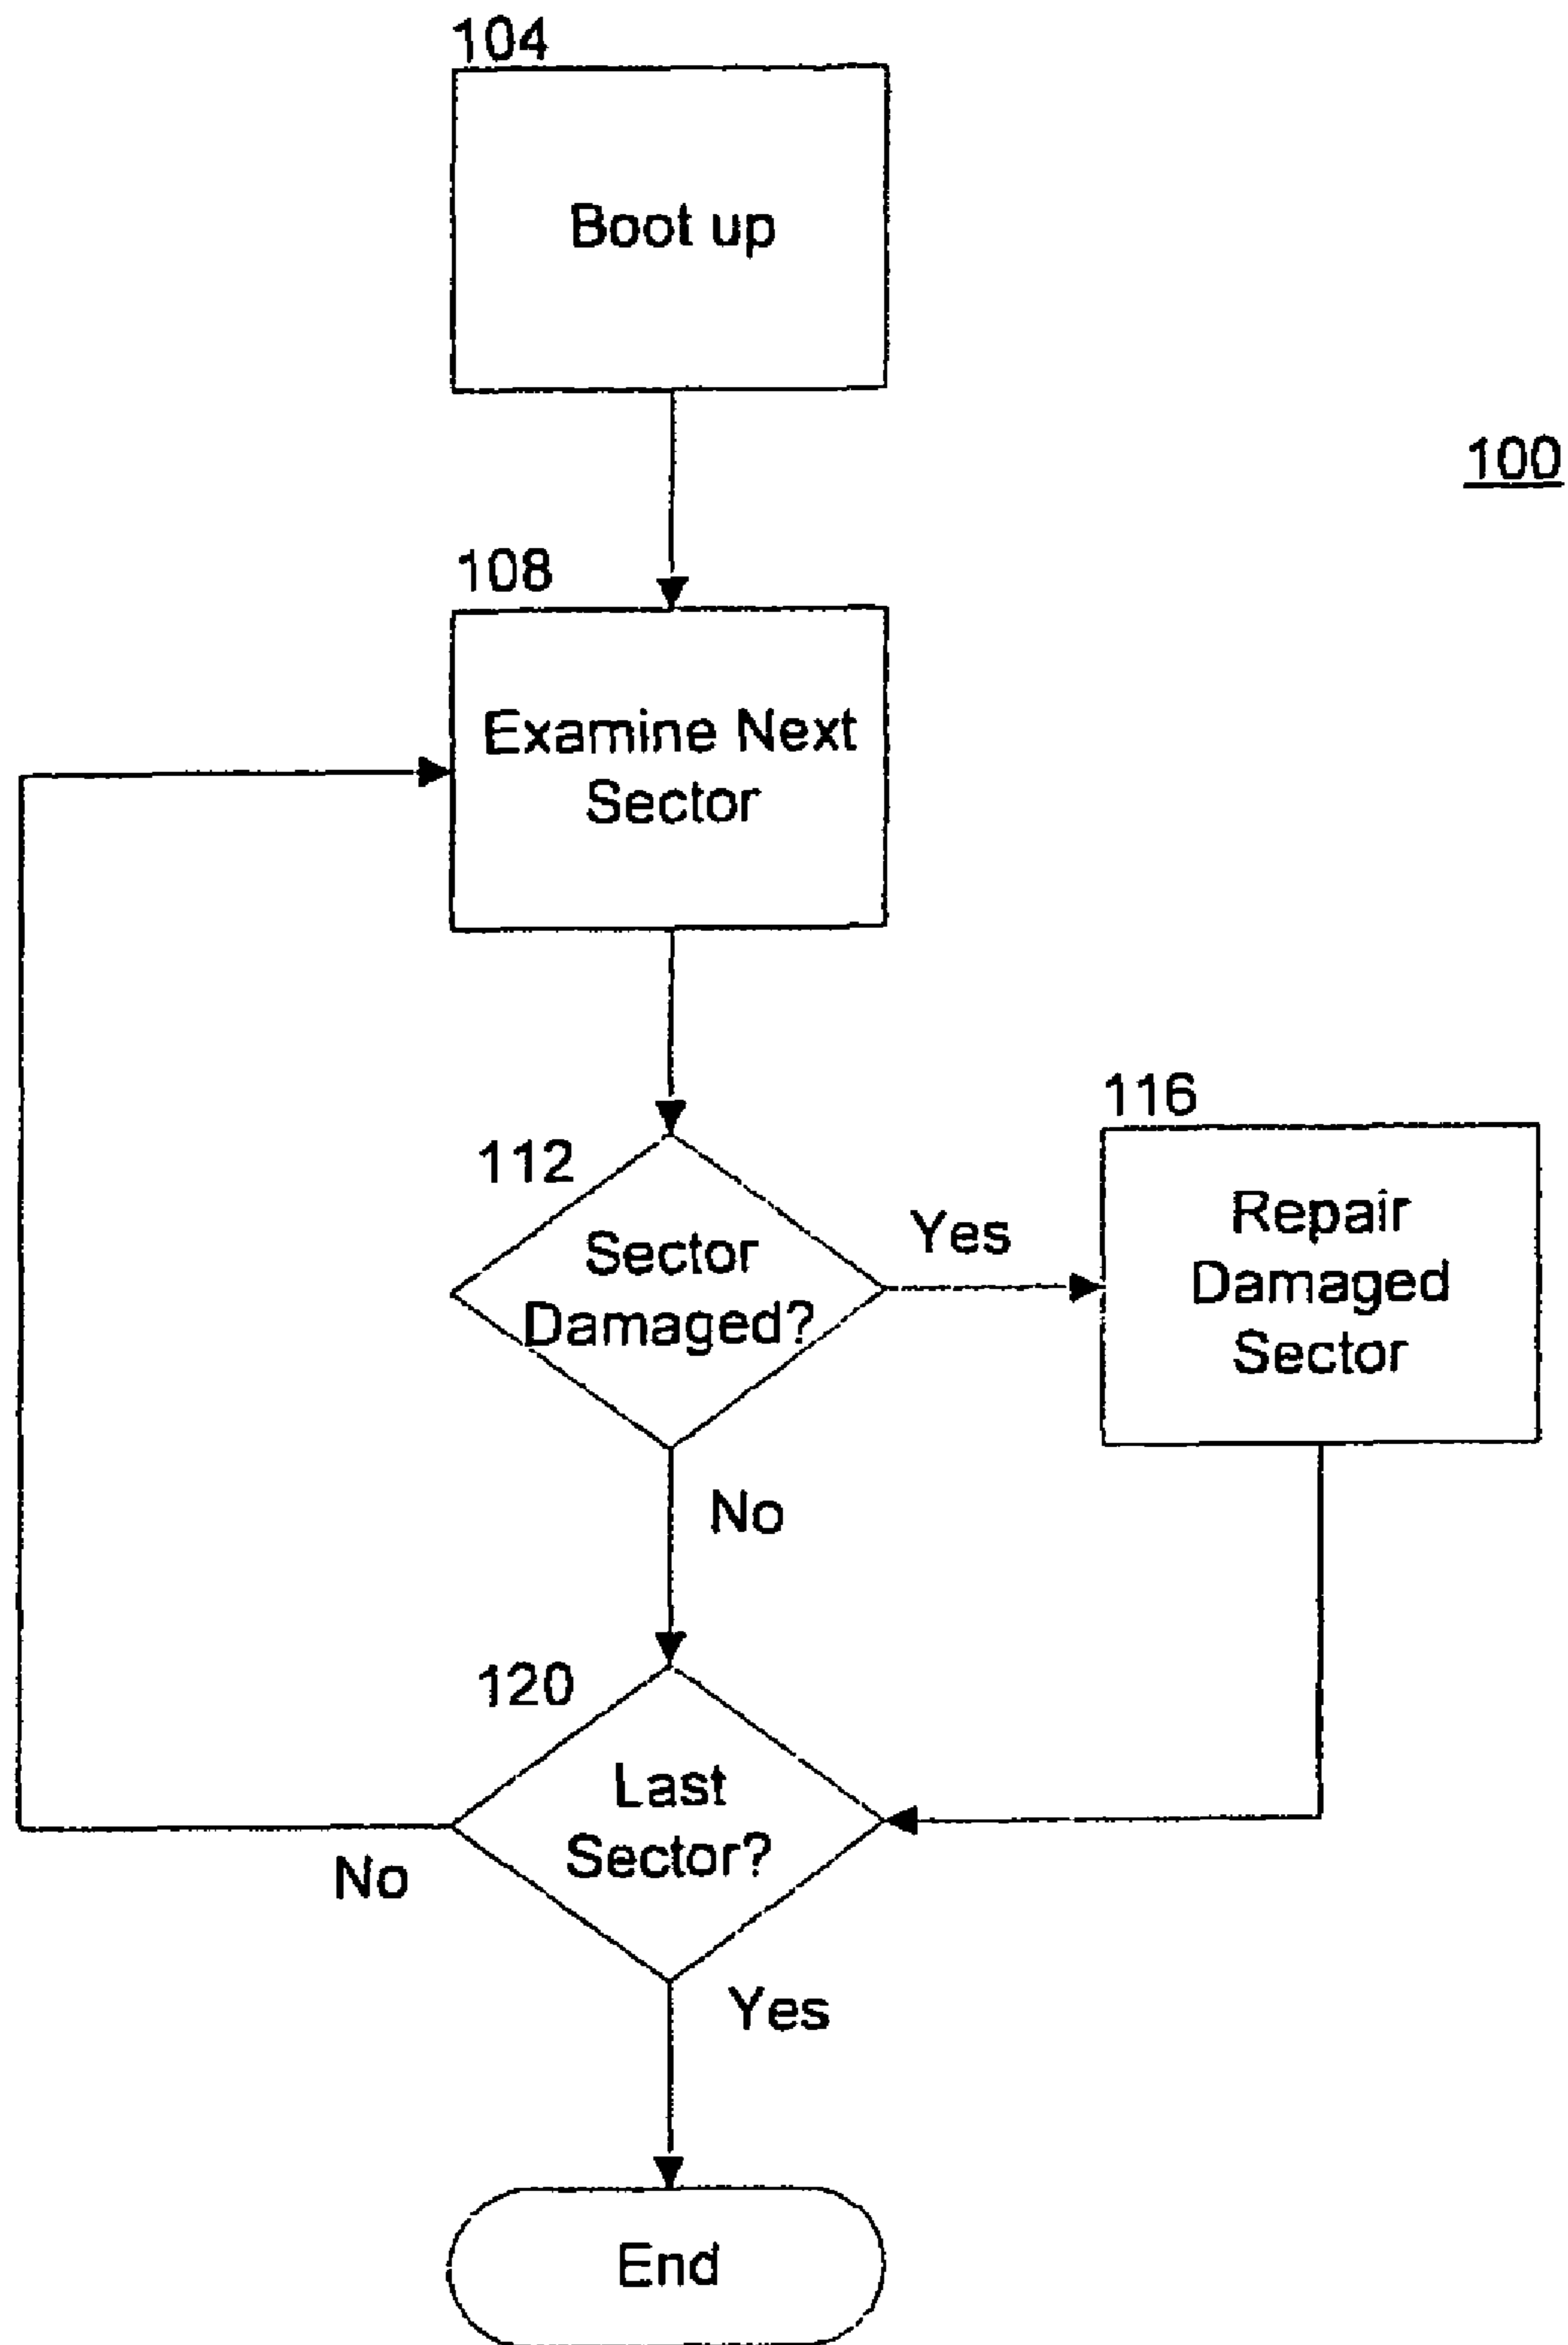 104
Boot up
100
108
Examine Next
Sector
112
Sector
Damaged?
Yes
116
Repair
Damaged
Sector
No
120
Last
Sector?
No
Yes
End